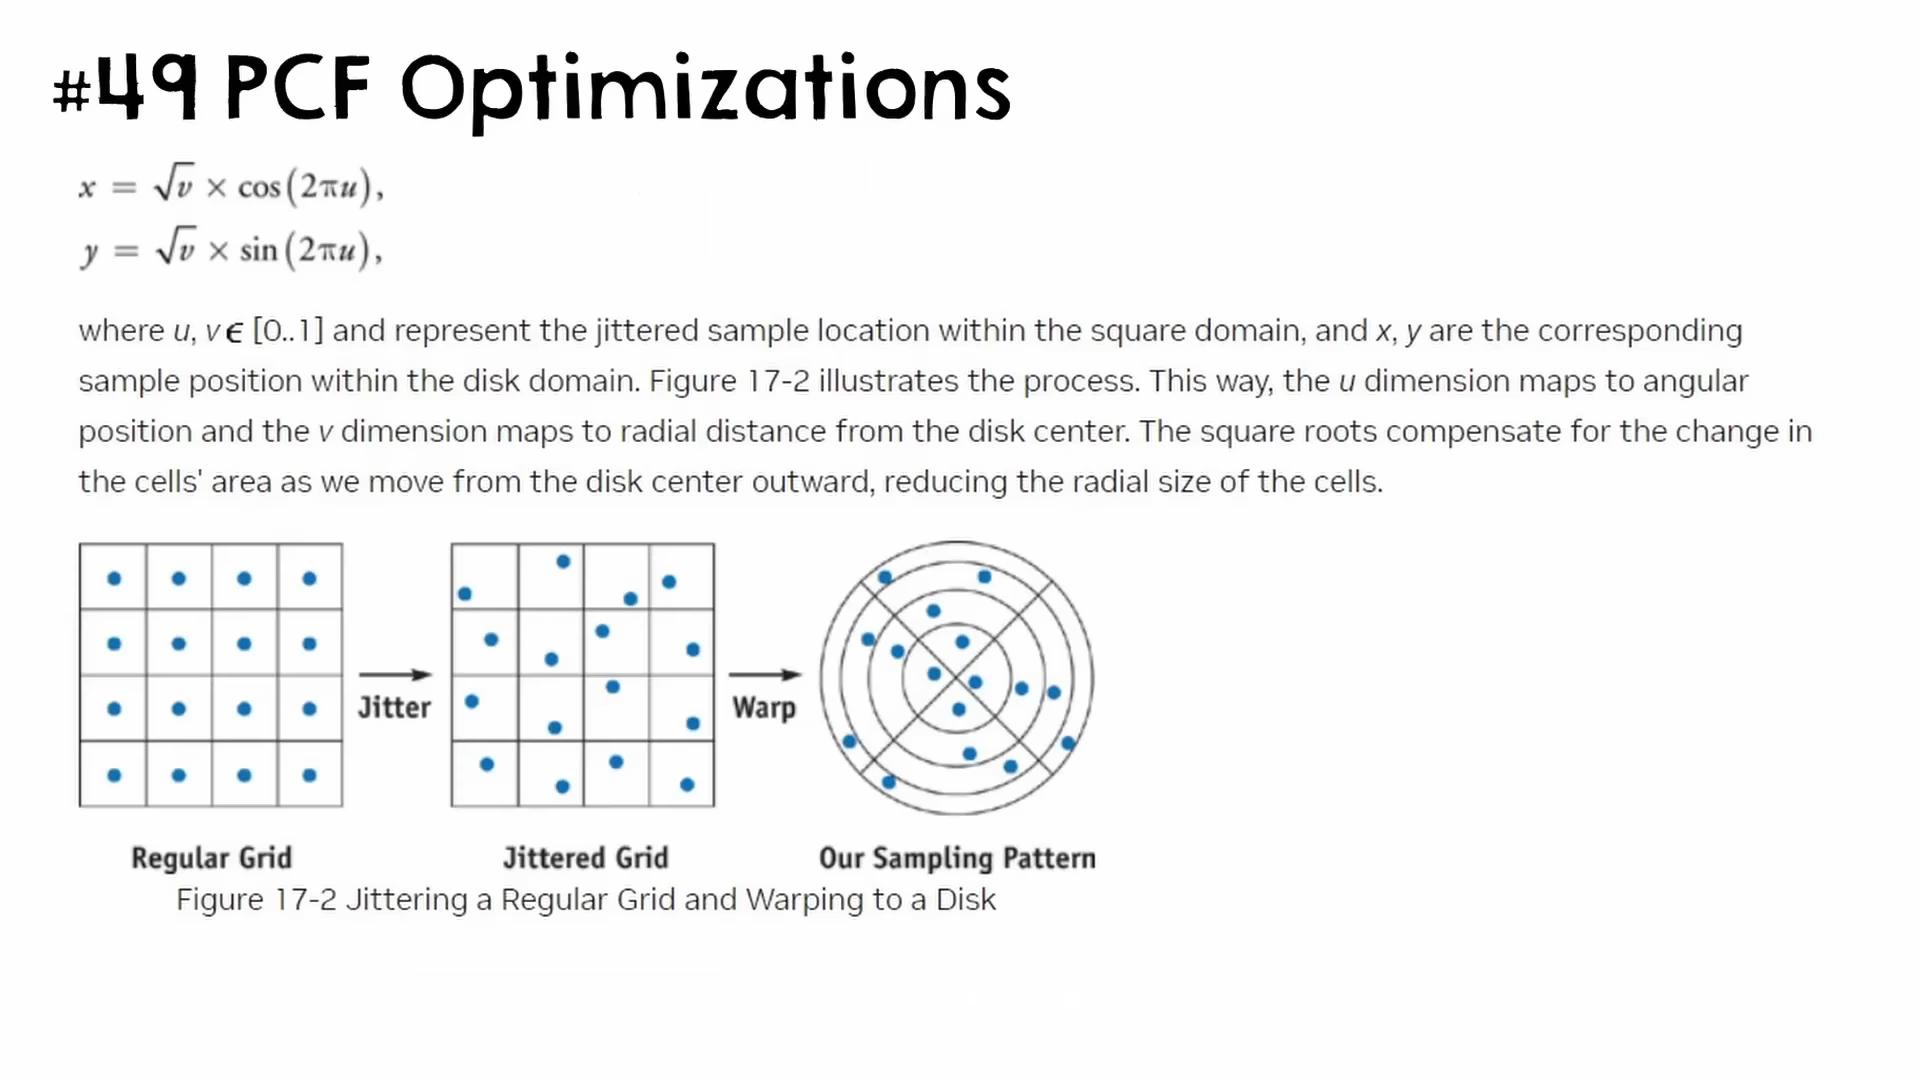 #49 PCF Optimizations
x = √v × cos(2πu),
y = √v × sin(2πu),
where u, v ϵ [0..1] and represent the jittered sample location within the square domain, and x, y are the corresponding
sample position within the disk domain. Figure 17-2 illustrates the process. This way, the u dimension maps to angular
position and the v dimension maps to radial distance from the disk center. The square roots compensate for the change in
the cells' area as we move from the disk center outward, reducing the radial size of the cells.
Jitter
Warp
Regular Grid
Jittered Grid
Our Sampling Pattern
Figure 17-2 Jittering a Regular Grid and Warping to a Disk